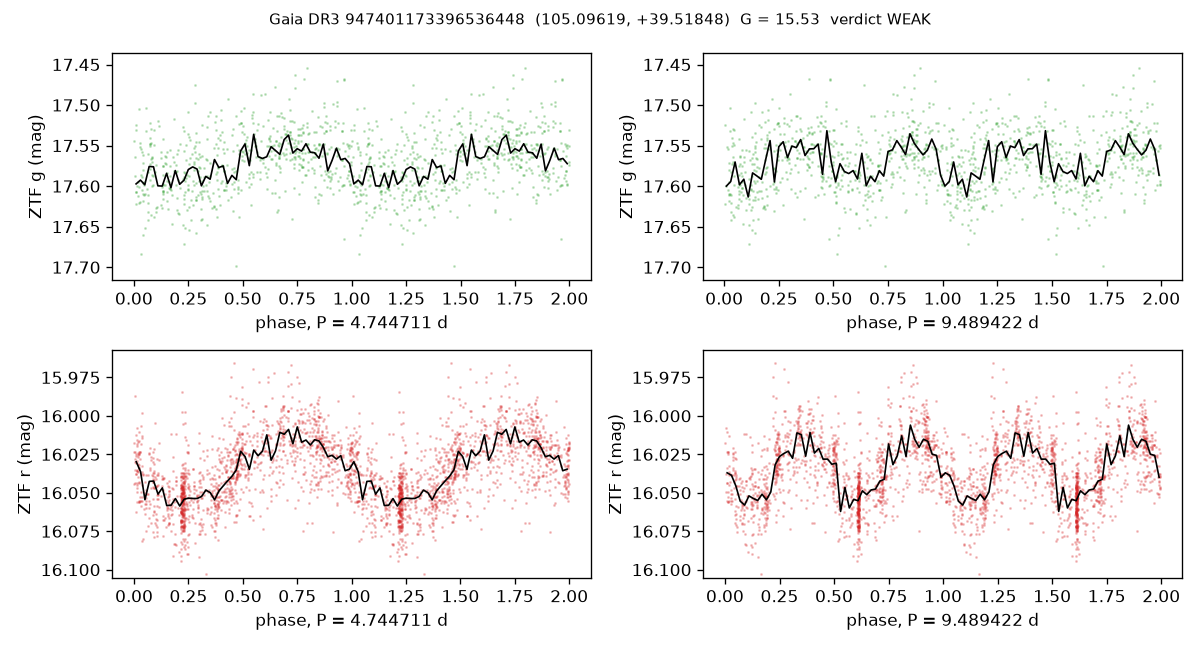 Gaia DR3 947401173396536448 (105.09619, +39.51848) G = 15.53 verdict WEAK
ZTF g (mag)
17.45
17.50
17.55
17.60
17.65
17.70
0.00 0.25 0.50 0.75 1.00 1.25 1.50 1.75 2.00
phase, P = 4.744711 d
ZTF g (mag)
17.45
17.50
17.55
17.60
17.65
17.70
0.00 0.25 0.50 0.75 1.00 1.25 1.50 1.75 2.00
phase, P = 9.489422 d
ZTF r (mag)
15.975
16.000
16.025
16.050
16.075
16.100
0.00 0.25 0.50 0.75 1.00 1.25 1.50 1.75 2.00
phase, P = 4.744711 d
ZTF r (mag)
15.975
16.000
16.025
16.050
16.075
16.100
0.00 0.25 0.50 0.75 1.00 1.25 1.50 1.75 2.00
phase, P = 9.489422 d